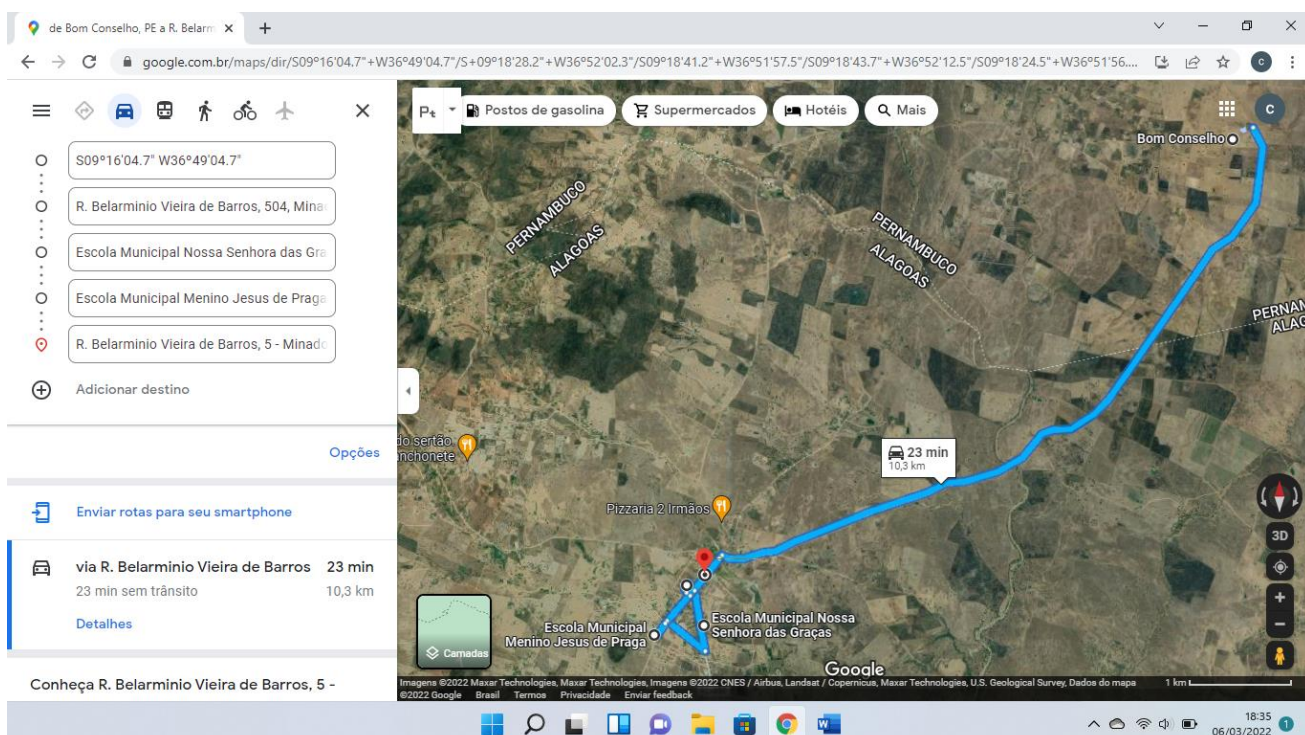 de Bom Conselho, PE a R. Belarm
google.com.br/maps/dir/S09°16'04.7"+W36°49'04.7"/S+09°18'28.2"+W36°52'02.3"/S09°18'41.2"+W36°51'57.5"/S09°18'43.7"+W36°52'12.5"/S09°18'24.5"+W36°51'56....
C
S09°16'04.7" W36°49'04.7"
R. Belarminio Vieira de Barros, 504, Mina
Escola Municipal Nossa Senhora das Gra
Escola Municipal Menino Jesus de Praga
R. Belarminio Vieira de Barros, 5 - Minado
Adicionar destino
Opções
Enviar rotas para seu smartphone
via R. Belarminio Vieira de Barros 23 min
23 min sem trânsito 10,3 km
Detalhes
Conheça R. Belarminio Vieira de Barros, 5 -
Pt
Postos de gasolina
Supermercados
Hotéis
Mais
C
Bom Conselho
PERNAMBUCO
ALAGOAS
PERNAMBUCO
ALAGOAS
PERNAM
ALAG
do sertão
nchonete
23 min
10,3 km
Pizzaria 2 Irmãos
Escola Municipal Nossa
Senhora das Graças
Escola Municipal
Menino Jesus de Praga
3D
Camadas
Google
Imagens ©2022 Maxar Technologies, Maxar Technologies, Imagens ©2022 CNES / Airbus, Landsat / Copernicus, Maxar Technologies, U.S. Geological Survey, Dados do mapa
©2022 Google Brasil Termos Privacidade Enviar feedback
1 km
18:35
06/03/2022
1